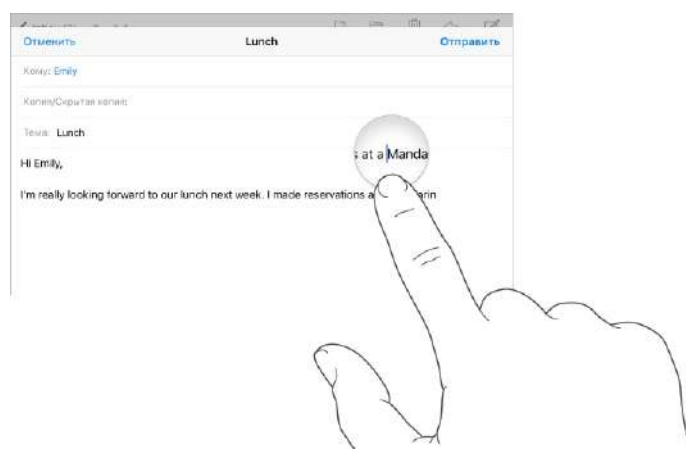 Отменить Lunch Отправить
Кому: Emily
Копия/Скрытая копия:
Тема: Lunch
s at a Manda
Hi Emily,
I'm really looking forward to our lunch next week. I made reservations a arin